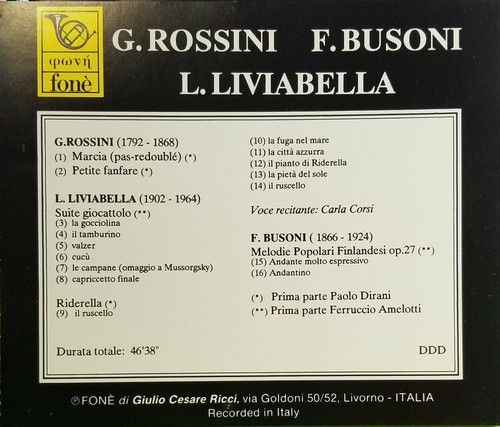 φωνή
fonè
G. ROSSINI F. BUSONI
L. LIVIABELLA
G.ROSSINI (1792 - 1868)
(1) Marcia (pas-redoublé) (*)
(2) Petite fanfare (*)
L. LIVIABELLA (1902 - 1964)
Suite giocattolo (**)
(3) la gocciolina
(4) il tamburino
(5) valzer
(6) cucù
(7) le campane (omaggio a Mussorgsky)
(8) capriccetto finale
Riderella (*)
(9) il ruscello
(10) la fuga nel mare
(11) la città azzurra
(12) il pianto di Riderella
(13) la pietà del sole
(14) il ruscello
Voce recitante: Carla Corsi
F. BUSONI ( 1866 - 1924)
Melodie Popolari Finlandesi op.27 (**)
(15) Andante molto espressivo
(16) Andantino
(*) Prima parte Paolo Dirani
(**) Prima parte Ferruccio Amelotti
Durata totale: 46'38"
DDD
℗FONÈ di Giulio Cesare Ricci, via Goldoni 50/52, Livorno - ITALIA
Recorded in Italy